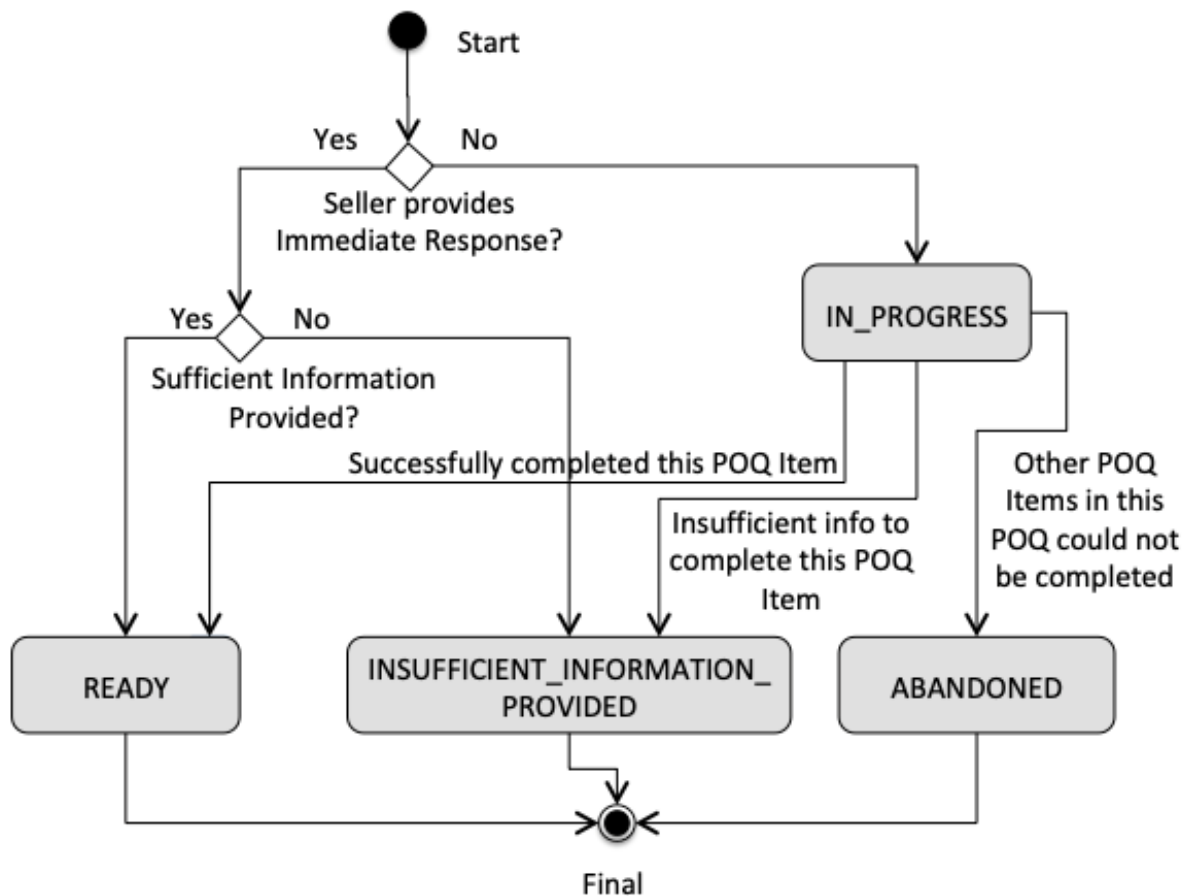 Start
Yes
No
Seller provides
Immediate Response?
IN_PROGRESS
Yes
No
Sufficient Information
Provided?
Successfully completed this POQ Item
Insufficient info to
complete this POQ
Item
Other POQ
Items in this
POQ could not
be completed
READY
INSUFFICIENT_INFORMATION_
PROVIDED
ABANDONED
Final